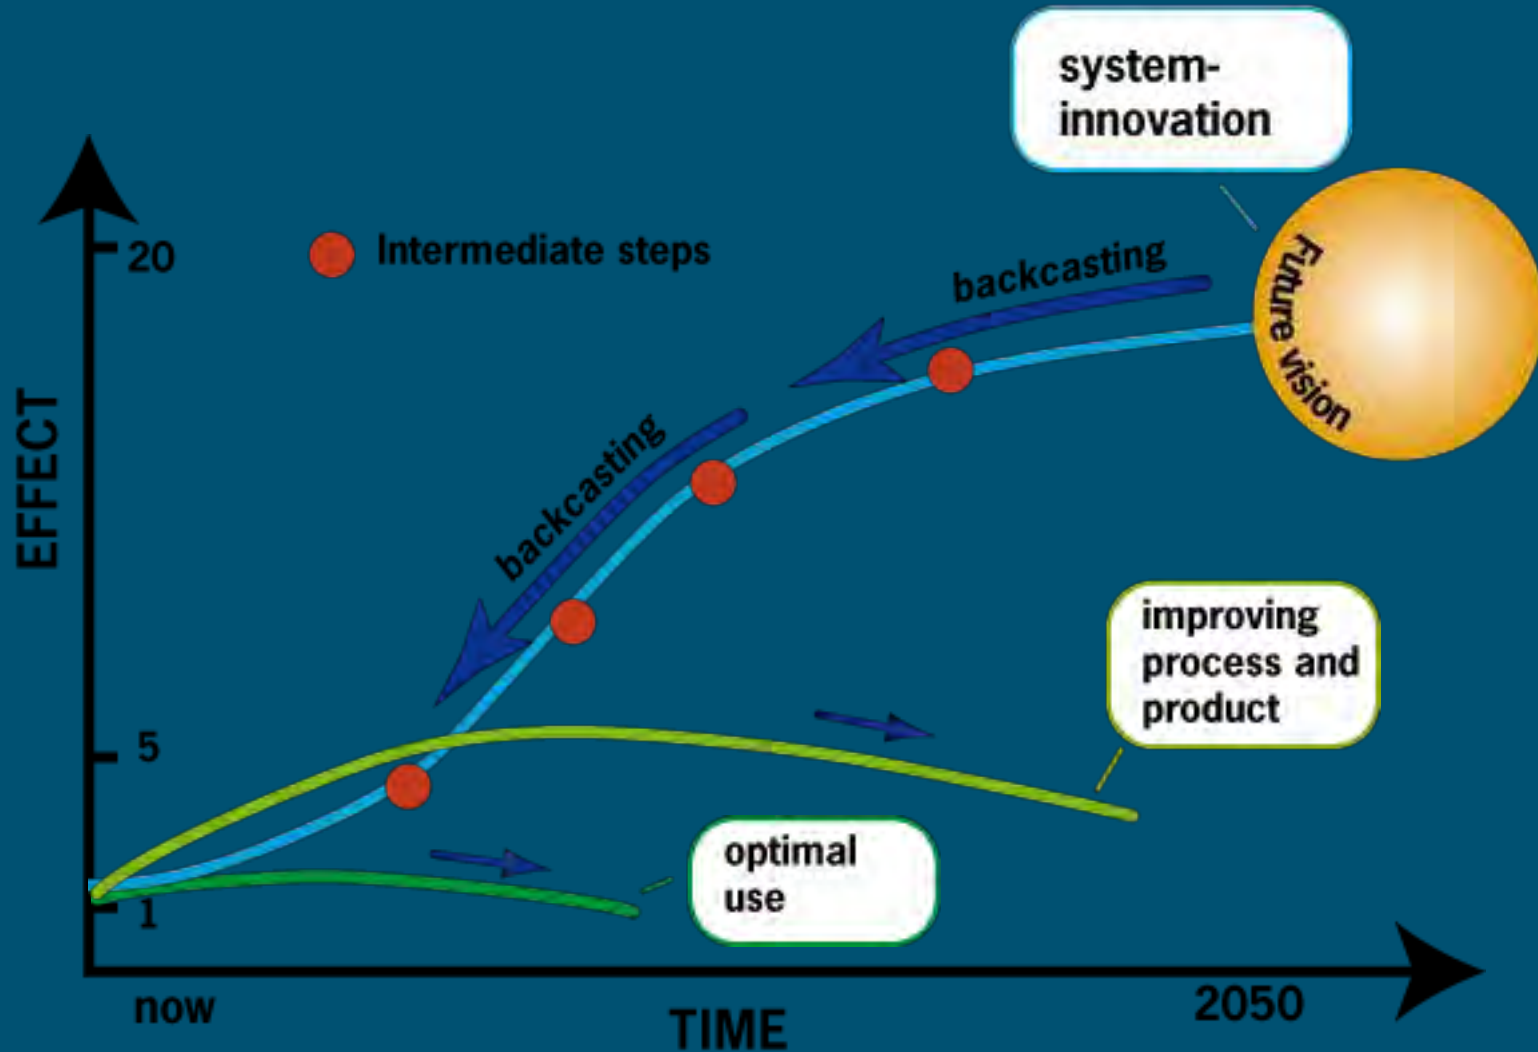 system-
innovation
20
Intermediate steps
backcasting
Future vision
EFFECT
backcasting
improving
process and
product
5
optimal
use
1
now
2050
TIME